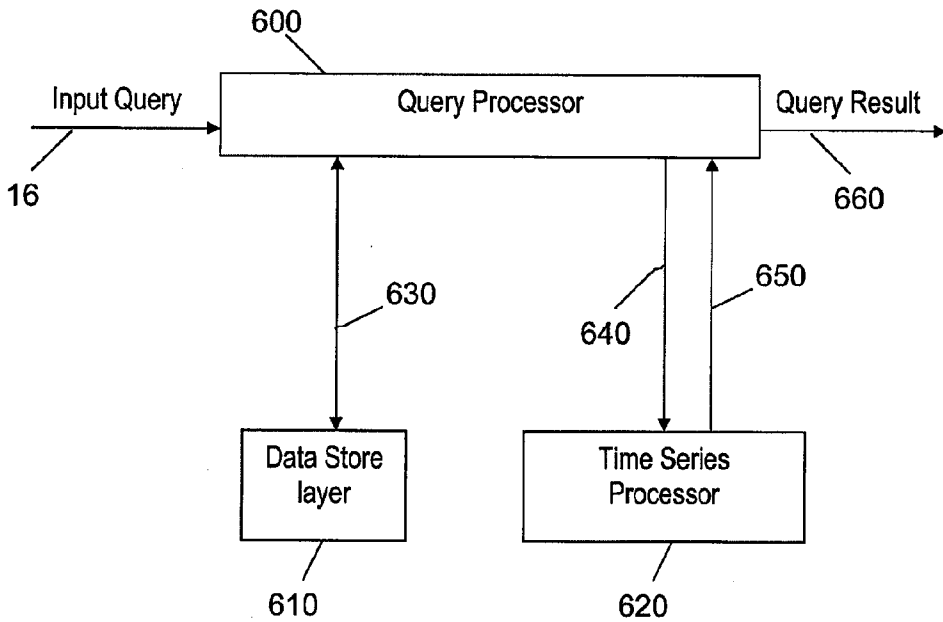 600
Input Query
Query Processor
Query Result
16
660
630
640
650
Data Store
layer
Time Series
Processor
610
620